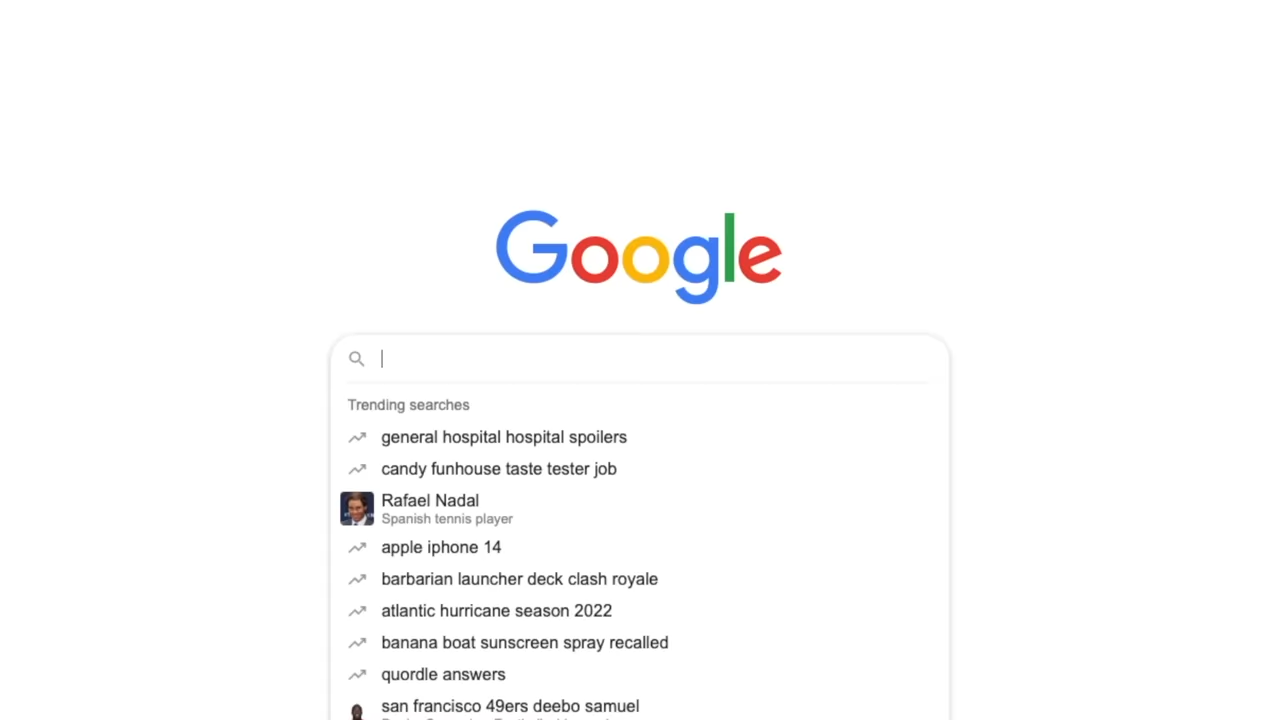 Google
Trending searches
general hospital hospital spoilers
candy funhouse taste tester job
Rafael Nadal
Spanish tennis player
apple iphone 14
barbarian launcher deck clash royale
atlantic hurricane season 2022
banana boat sunscreen spray recalled
quordle answers
san francisco 49ers deebo samuel